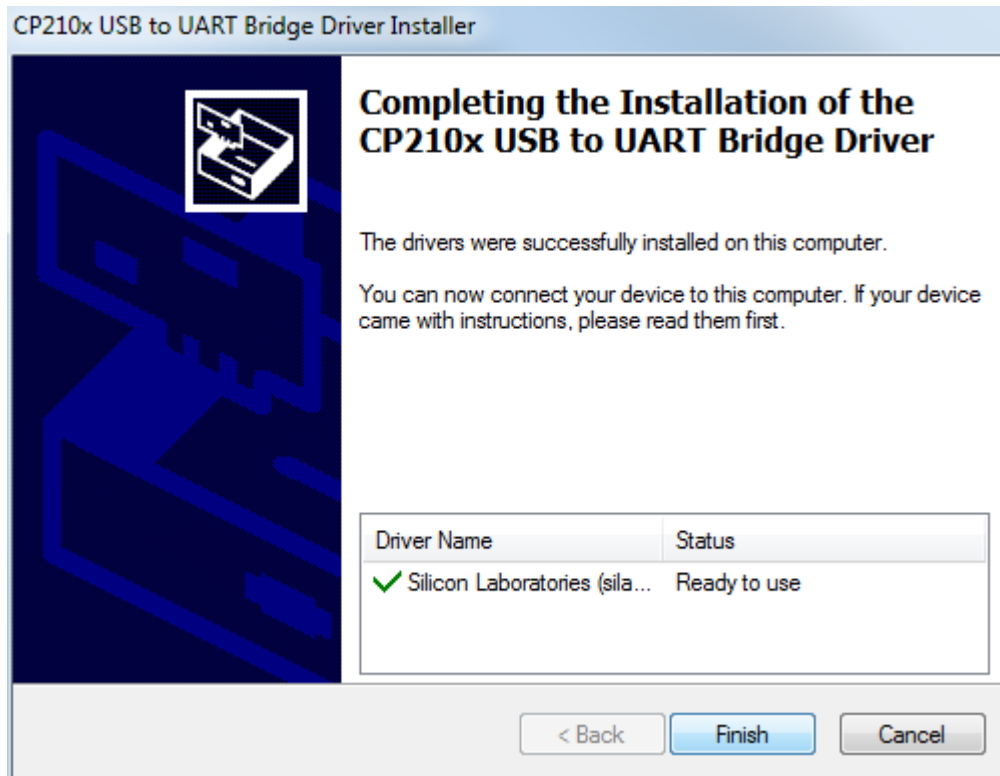 CP210x USB to UART Bridge Driver Installer
Completing the Installation of the
CP210x USB to UART Bridge Driver
The drivers were successfully installed on this computer.
You can now connect your device to this computer. If your device
came with instructions, please read them first.
Driver Name Status
Silicon Laboratories (sila... Ready to use
< Back Finish Cancel